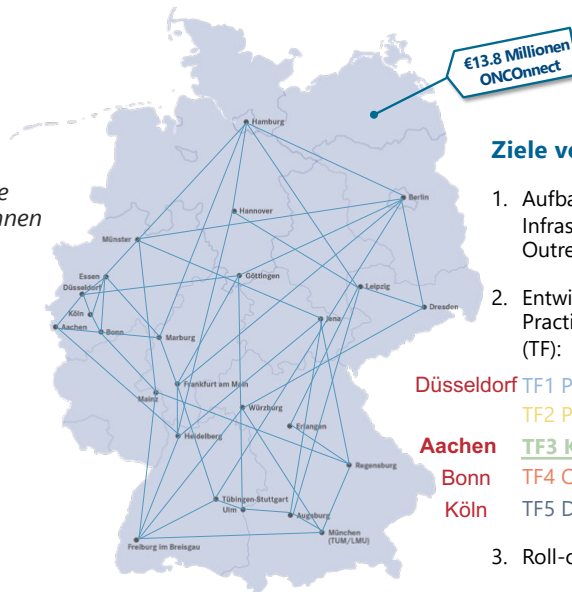 €13.8 Millionen
ONCOnnect
e
nnen
Ziele v
1. Aufba
Infras
Outre
2. Entwi
Practi
(TF):
Düsseldorf TF1 P
TF2 P
Aachen TF3 K
Bonn TF4 O
Köln TF5 D
3. Roll-o
Hamburg
Berlin
Hannover
Münster
Essen
Düsseldorf
Göttingen
Leipzig
Köln
Dresden
Aachen
Bonn
Marburg
Jena
Frankfurt am Main
Mainz
Würzburg
Erlangen
Heidelberg
Regensburg
Tübingen-Stuttgart
Ulm
Augsburg
München
(TUM/LMU)
Freiburg im Breisgau